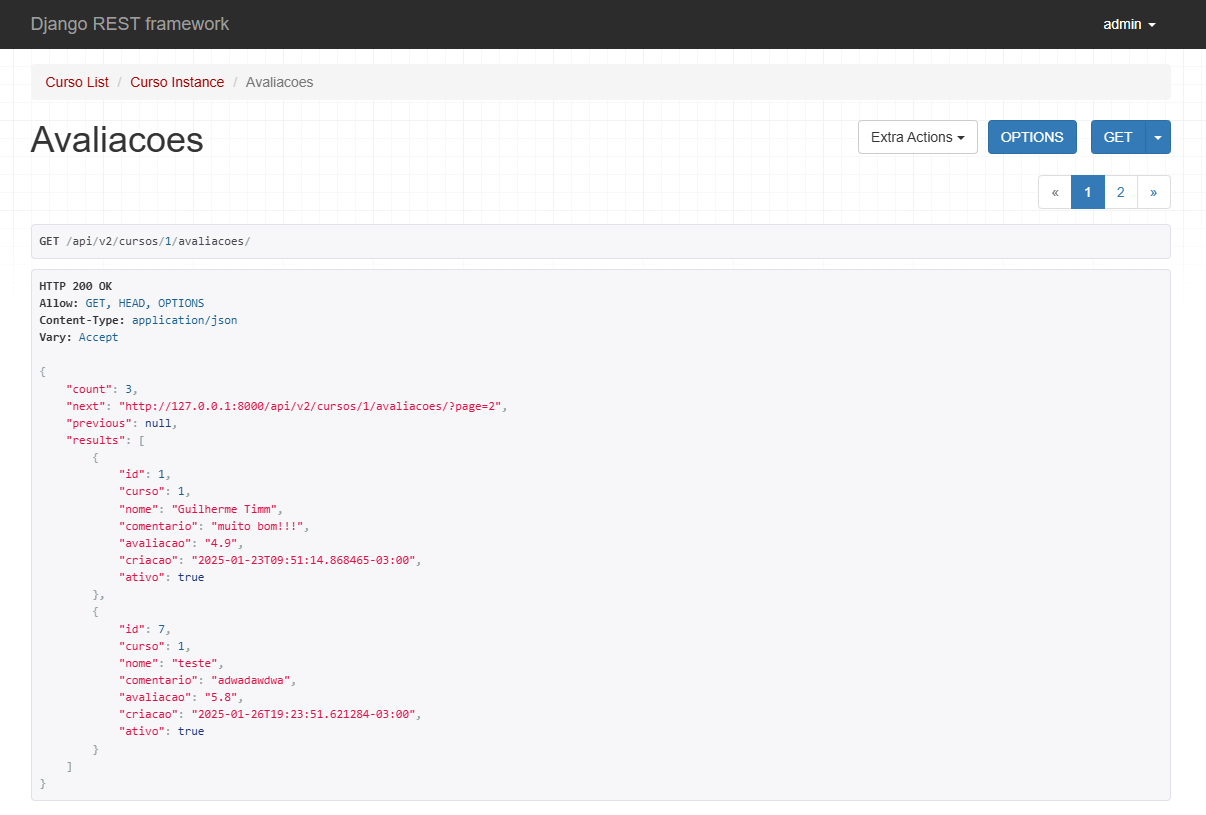 Django REST framework
admin
Curso List / Curso Instance / Avaliacoes
Avaliacoes
Extra Actions
OPTIONS
GET
« 1 2 »
GET /api/v2/cursos/1/avaliacoes/
HTTP 200 OK
Allow: GET, HEAD, OPTIONS
Content-Type: application/json
Vary: Accept
{
    "count": 3,
    "next": "http://127.0.0.1:8000/api/v2/cursos/1/avaliacoes/?page=2",
    "previous": null,
    "results": [
        {
            "id": 1,
            "curso": 1,
            "nome": "Guilherme Timm",
            "comentario": "muito bom!!!",
            "avaliacao": "4.9",
            "criacao": "2025-01-23T09:51:14.868465-03:00",
            "ativo": true
        },
        {
            "id": 7,
            "curso": 1,
            "nome": "teste",
            "comentario": "adwadawdwa",
            "avaliacao": "5.8",
            "criacao": "2025-01-26T19:23:51.621284-03:00",
            "ativo": true
        }
    ]
}